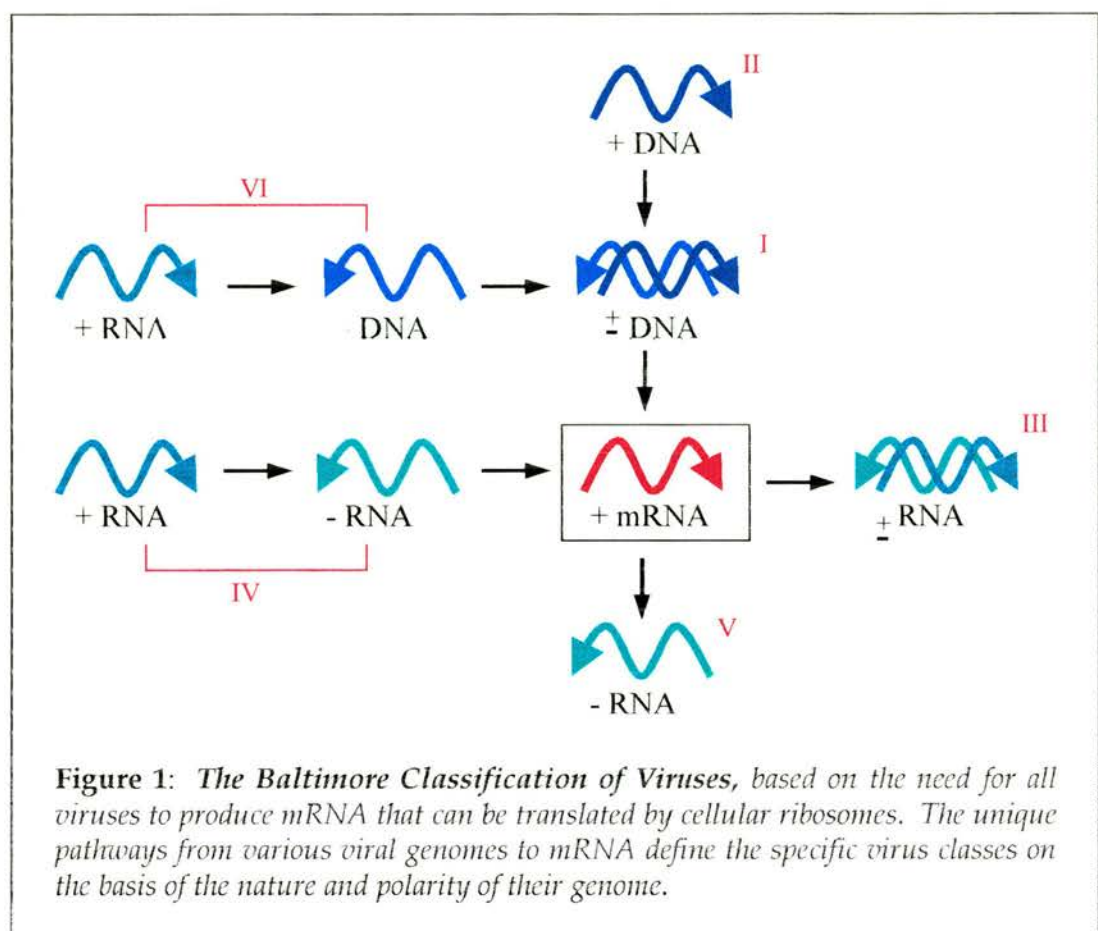 II
+ DNA
VI
I
+ RNA
DNA
± DNA
III
+ RNA
- RNA
+ mRNA
± RNA
IV
V
- RNA
Figure 1: The Baltimore Classification of Viruses, based on the need for all
viruses to produce mRNA that can be translated by cellular ribosomes. The unique
pathways from various viral genomes to mRNA define the specific virus classes on
the basis of the nature and polarity of their genome.